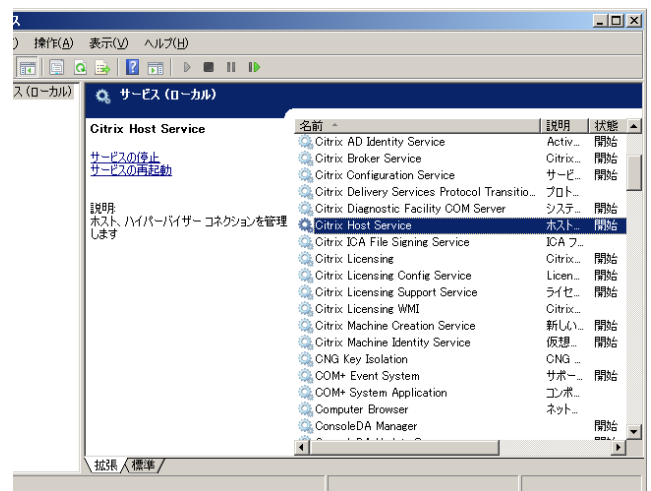 ス
) 操作(A) 表示(V) ヘルプ(H)
ス (ローカル)
サービス (ローカル)
Citrix Host Service
サービスの停止
サービスの再起動
説明:
ホスト、ハイパーバイザー コネクションを管理
します
名前 説明 状態
Citrix AD Identity Service Activ... 開始
Citrix Broker Service Citrix... 開始
Citrix Configuration Service サービ... 開始
Citrix Delivery Services Protocol Transitio... プロト...
Citrix Diagnostic Facility COM Server システ... 開始
Citrix Host Service ホスト... 開始
Citrix ICA File Signing Service ICA フ...
Citrix Licensing Citrix... 開始
Citrix Licensing Config Service Licen... 開始
Citrix Licensing Support Service ライセ... 開始
Citrix Licensing WMI Citrix...
Citrix Machine Creation Service 新しい... 開始
Citrix Machine Identity Service 仮想... 開始
CNG Key Isolation CNG ...
COM+ Event System サポー... 開始
COM+ System Application コンポ...
Computer Browser ネット...
ConsoleDA Manager 開始
拡張 標準